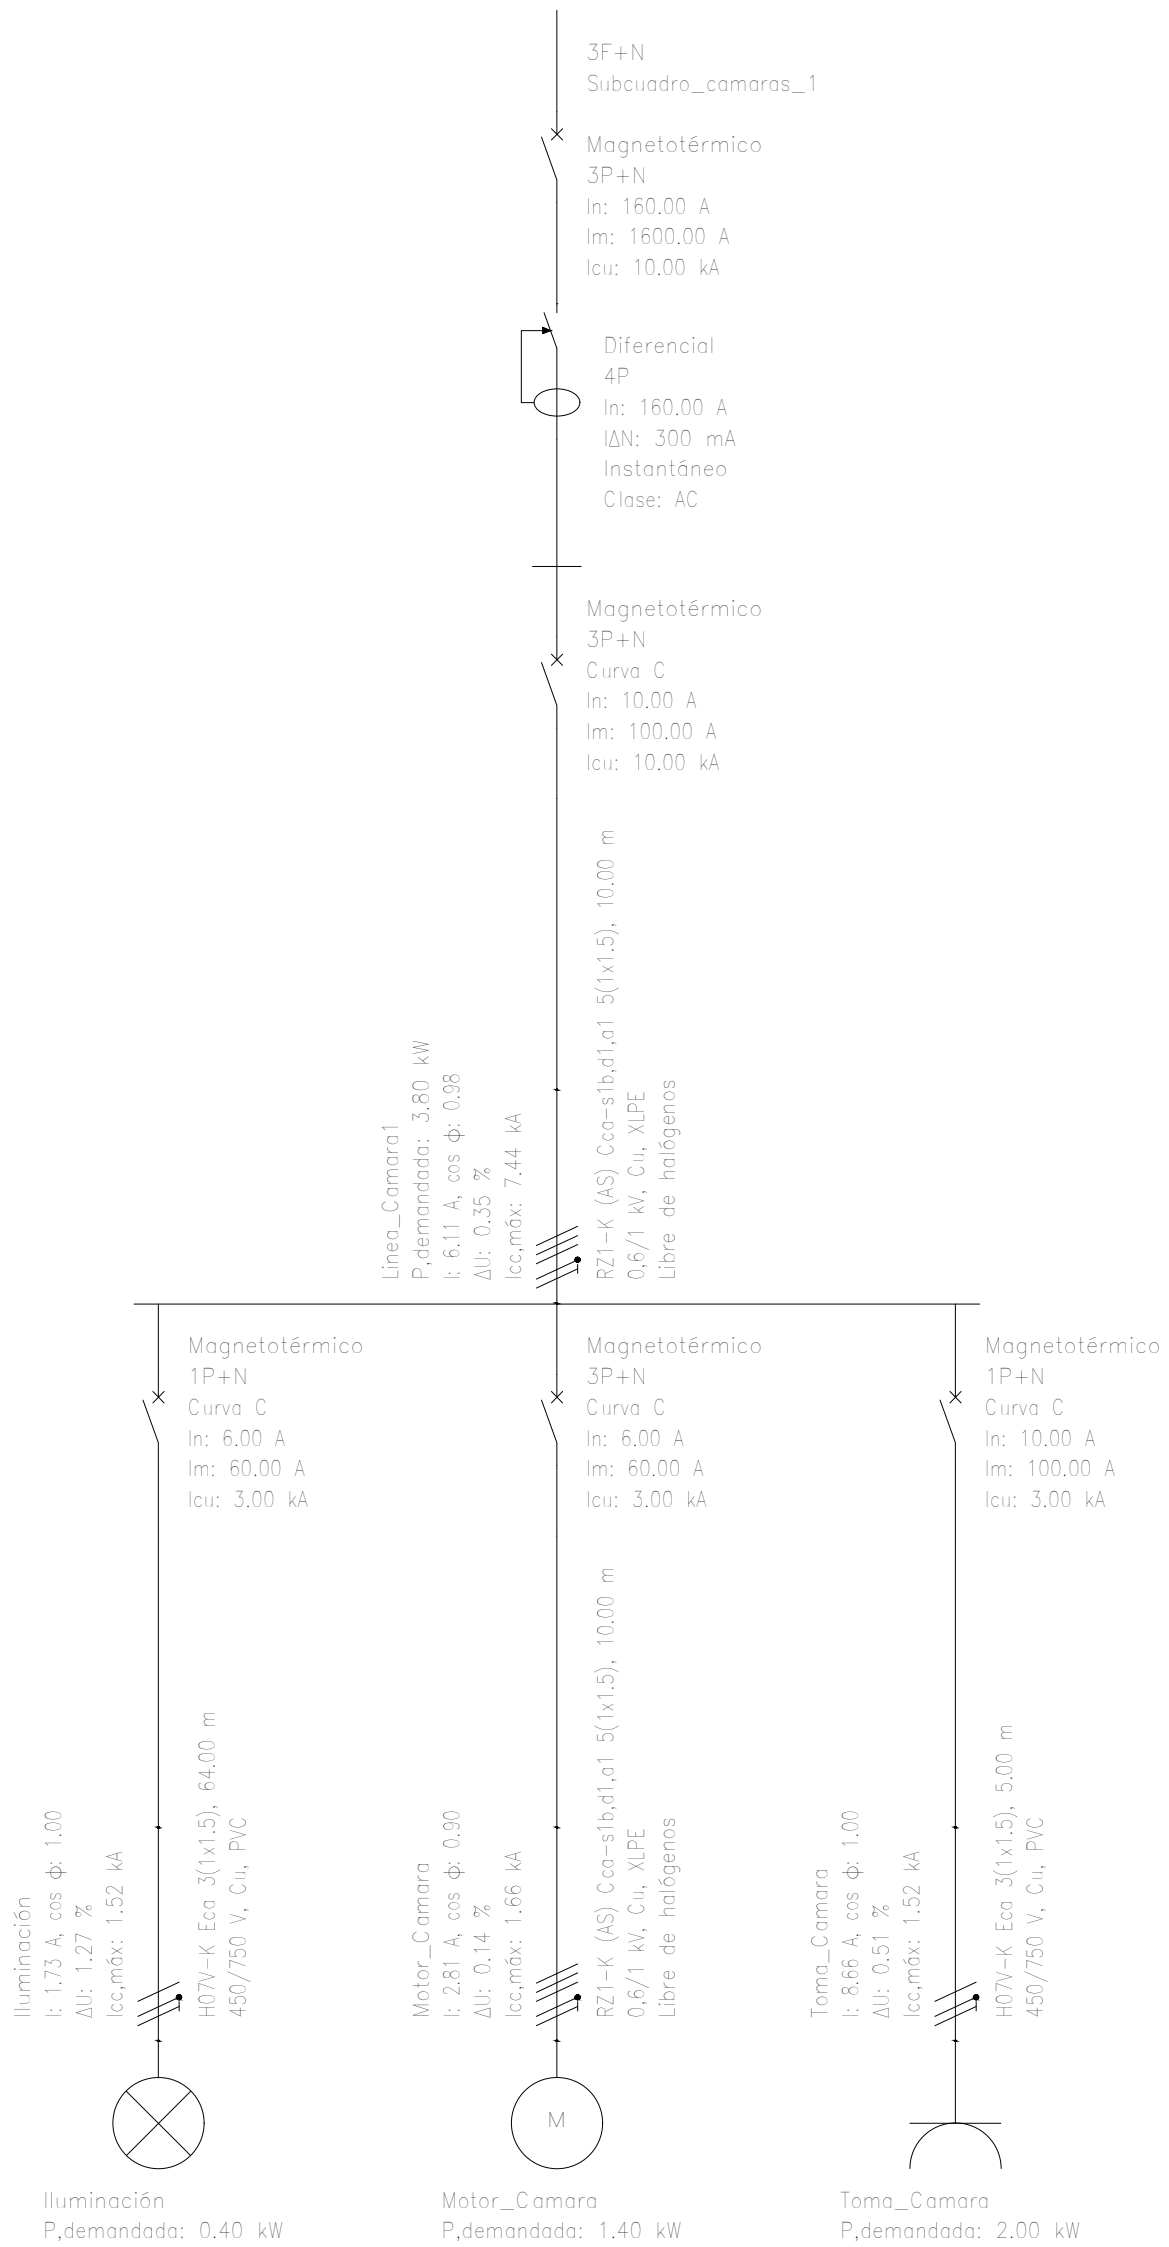 3F+N
Subcuadro_camaras_1
Magnetotérmico
3P+N
In: 160.00 A
Im: 1600.00 A
Icu: 10.00 kA
Diferencial
4P
In: 160.00 A
IΔN: 300 mA
Instantáneo
Clase: AC
Magnetotérmico
3P+N
Curva C
In: 10.00 A
Im: 100.00 A
Icu: 10.00 kA
Linea_Camara1
P,demandada: 3.80 kW
I: 6.11 A, cos ϕ: 0.98
ΔU: 0.35 %
Icc,máx: 7.44 kA
RZ1-K (AS) Cca-s1b,d1,a1 5(1x1.5), 10.00 m
0,6/1 kV, Cu, XLPE
Libre de halógenos
Magnetotérmico
1P+N
Curva C
In: 6.00 A
Im: 60.00 A
Icu: 3.00 kA
Magnetotérmico
3P+N
Curva C
In: 6.00 A
Im: 60.00 A
Icu: 3.00 kA
Magnetotérmico
1P+N
Curva C
In: 10.00 A
Im: 100.00 A
Icu: 3.00 kA
Iluminación
I: 1.73 A, cos ϕ: 1.00
ΔU: 1.27 %
Icc,máx: 1.52 kA
H07V-K Eca 3(1x1.5), 64.00 m
450/750 V, Cu, PVC
Motor_Camara
I: 2.81 A, cos ϕ: 0.90
ΔU: 0.14 %
Icc,máx: 1.66 kA
RZ1-K (AS) Cca-s1b,d1,a1 5(1x1.5), 10.00 m
0,6/1 kV, Cu, XLPE
Libre de halógenos
Toma_Camara
I: 8.66 A, cos ϕ: 1.00
ΔU: 0.51 %
Icc,máx: 1.52 kA
H07V-K Eca 3(1x1.5), 5.00 m
450/750 V, Cu, PVC
M
Iluminación
P,demandada: 0.40 kW
Motor_Camara
P,demandada: 1.40 kW
Toma_Camara
P,demandada: 2.00 kW